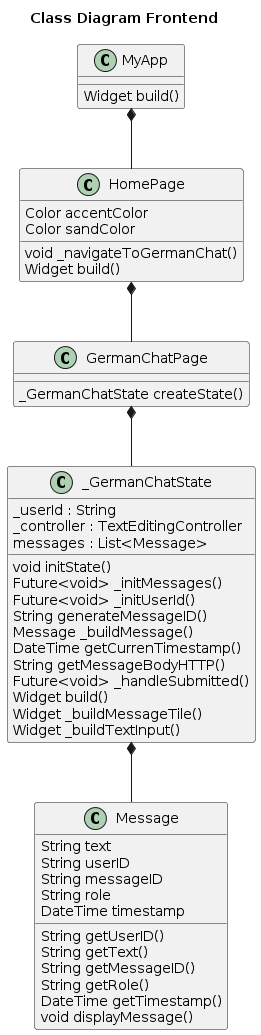 Class Diagram Frontend
C MyApp
Widget build()
C HomePage
Color accentColor
Color sandColor
void _navigateToGermanChat()
Widget build()
C GermanChatPage
_GermanChatState createState()
C _GermanChatState
_userId : String
_controller : TextEditingController
messages : List<Message>
void initState()
Future<void> _initMessages()
Future<void> _initUserId()
String generateMessageID()
Message _buildMessage()
DateTime getCurrenTimestamp()
String getMessageBodyHTTP()
Future<void> _handleSubmitted()
Widget build()
Widget _buildMessageTile()
Widget _buildTextInput()
C Message
String text
String userID
String messageID
String role
DateTime timestamp
String getUserID()
String getText()
String getMessageID()
String getRole()
DateTime getTimestamp()
void displayMessage()